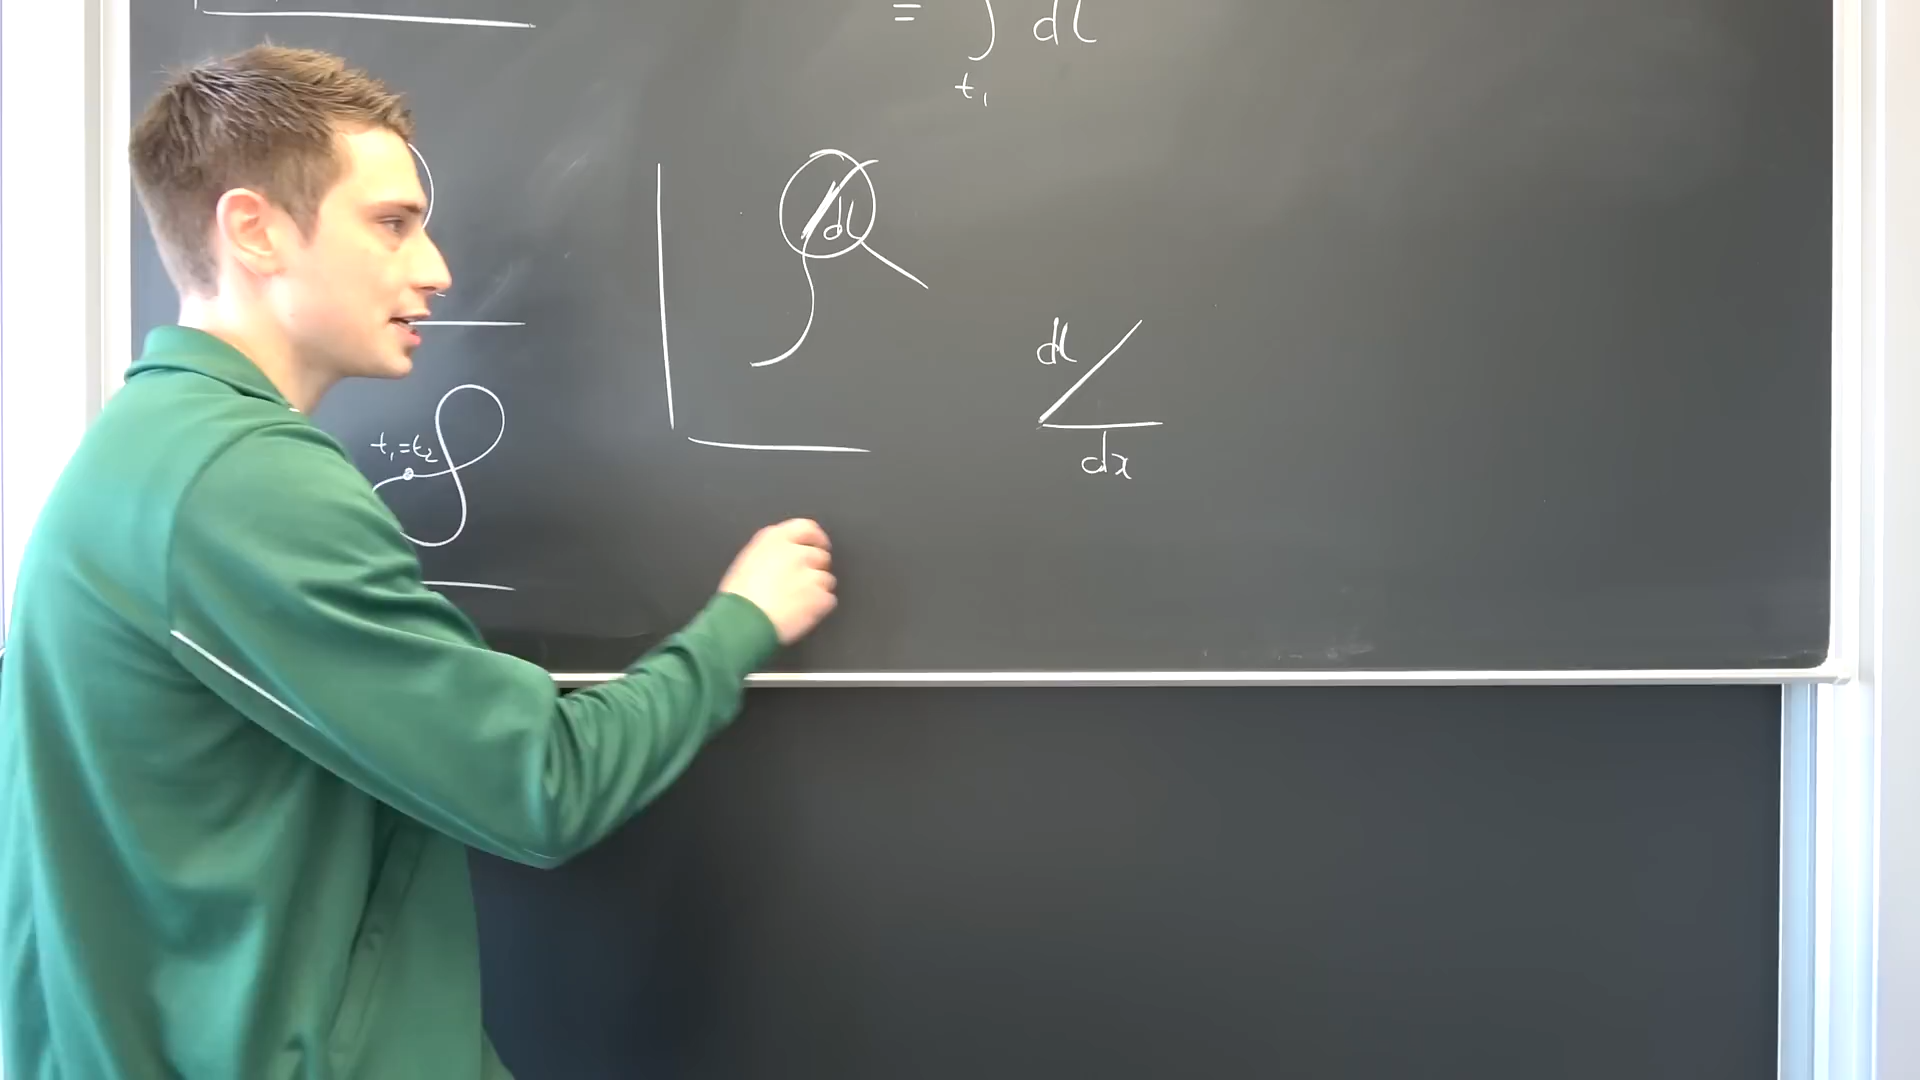 = ∫ dl
t₁
dl
dl
dx
t₁=t₂